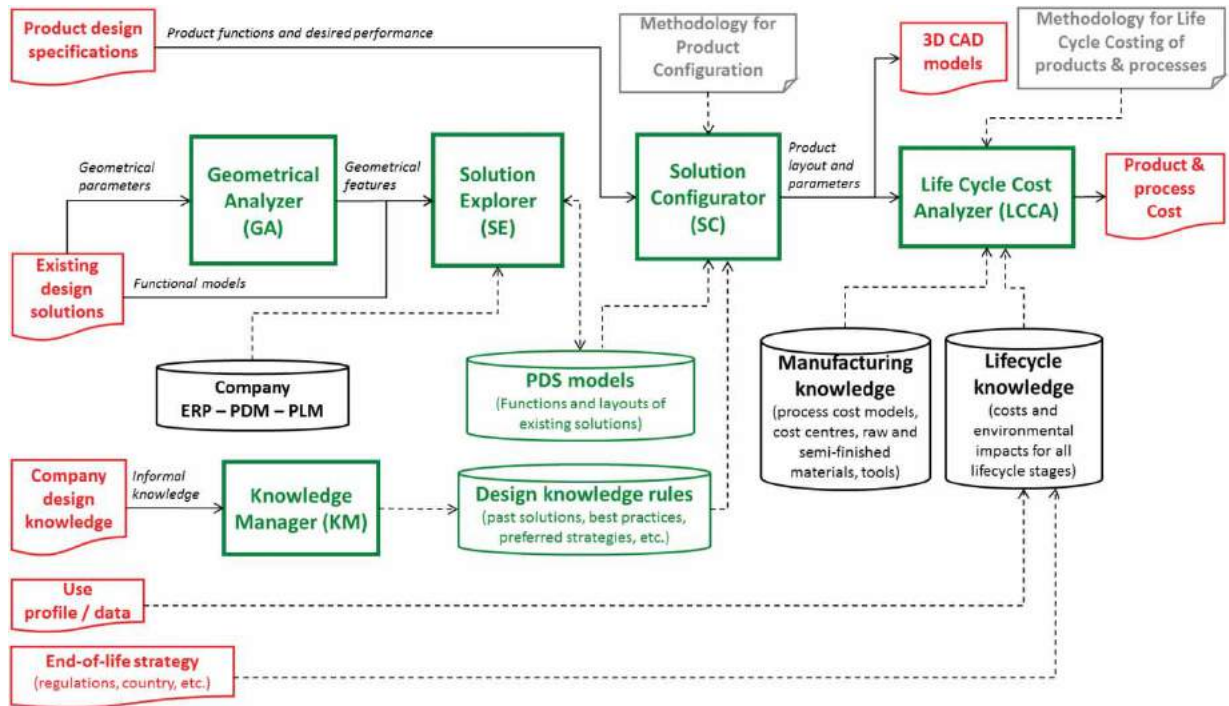 Product design
specifications
Product functions and desired performance
Methodology for
Product
Configuration
3D CAD
models
Methodology for Life
Cycle Costing of
products & processes
Geometrical
parameters
Geometrical
Analyzer
(GA)
Geometrical
features
Solution
Explorer
(SE)
Solution
Configurator
(SC)
Product
layout and
parameters
Life Cycle Cost
Analyzer (LCCA)
Product &
process
Cost
Existing
design
solutions
Functional models
Company
ERP – PDM – PLM
PDS models
(Functions and layouts of
existing solutions)
Manufacturing
knowledge
(process cost models,
cost centres, raw and
semi-finished
materials, tools)
Lifecycle
knowledge
(costs and
environmental
impacts for all
lifecycle stages)
Company
design
knowledge
Informal
knowledge
Knowledge
Manager (KM)
Design knowledge rules
(past solutions, best practices,
preferred strategies, etc.)
Use
profile / data
End-of-life strategy
(regulations, country, etc.)